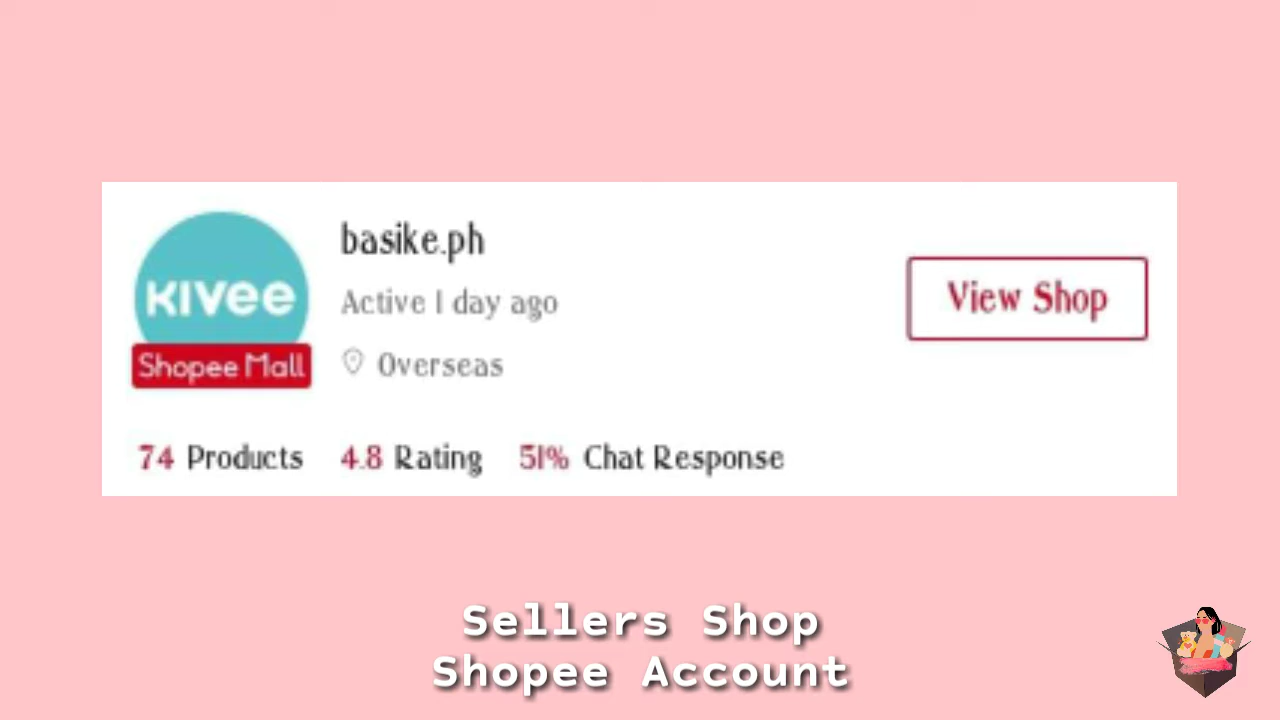 KIVee
Shopee Mall
basike.ph
Active 1 day ago
Overseas
View Shop
74 Products 4.8 Rating 51% Chat Response
Sellers Shop
Shopee Account